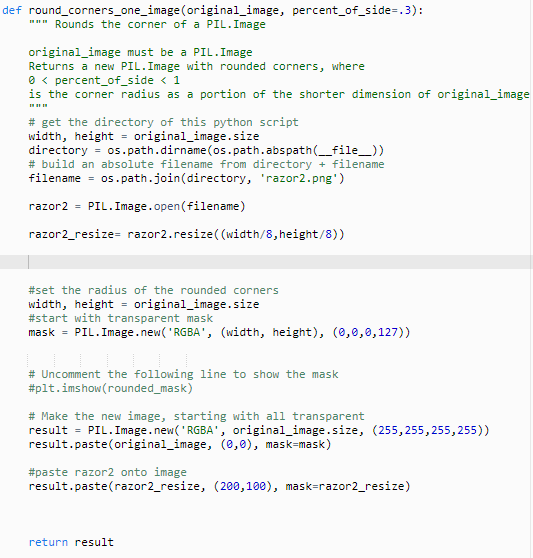 def round_corners_one_image(original_image, percent_of_side=.3):
""" Rounds the corner of a PIL.Image
original_image must be a PIL.Image
Returns a new PIL.Image with rounded corners, where
0 < percent_of_side < 1
is the corner radius as a portion of the shorter dimension of original_image
"""
# get the directory of this python script
width, height = original_image.size
directory = os.path.dirname(os.path.abspath(__file__))
# build an absolute filename from directory + filename
filename = os.path.join(directory, 'razor2.png')
razor2 = PIL.Image.open(filename)
razor2_resize= razor2.resize((width/8,height/8))
#set the radius of the rounded corners
width, height = original_image.size
#start with transparent mask
mask = PIL.Image.new('RGBA', (width, height), (0,0,0,127))
# Uncomment the following line to show the mask
#plt.imshow(rounded_mask)
# Make the new image, starting with all transparent
result = PIL.Image.new('RGBA', original_image.size, (255,255,255,255))
result.paste(original_image, (0,0), mask=mask)
#paste razor2 onto image
result.paste(razor2_resize, (200,100), mask=razor2_resize)
return result